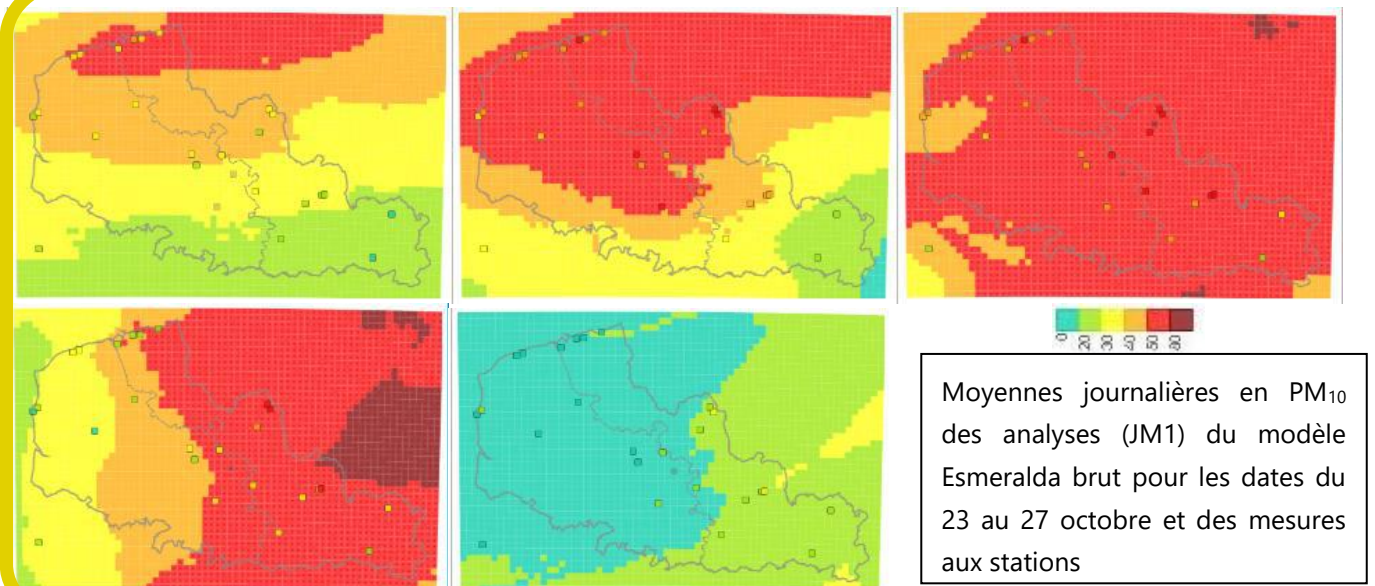 0 20 30 40 50 80
Moyennes journalières en PM₁₀
des analyses (JM1) du modèle
Esmeralda brut pour les dates du
23 au 27 octobre et des mesures
aux stations